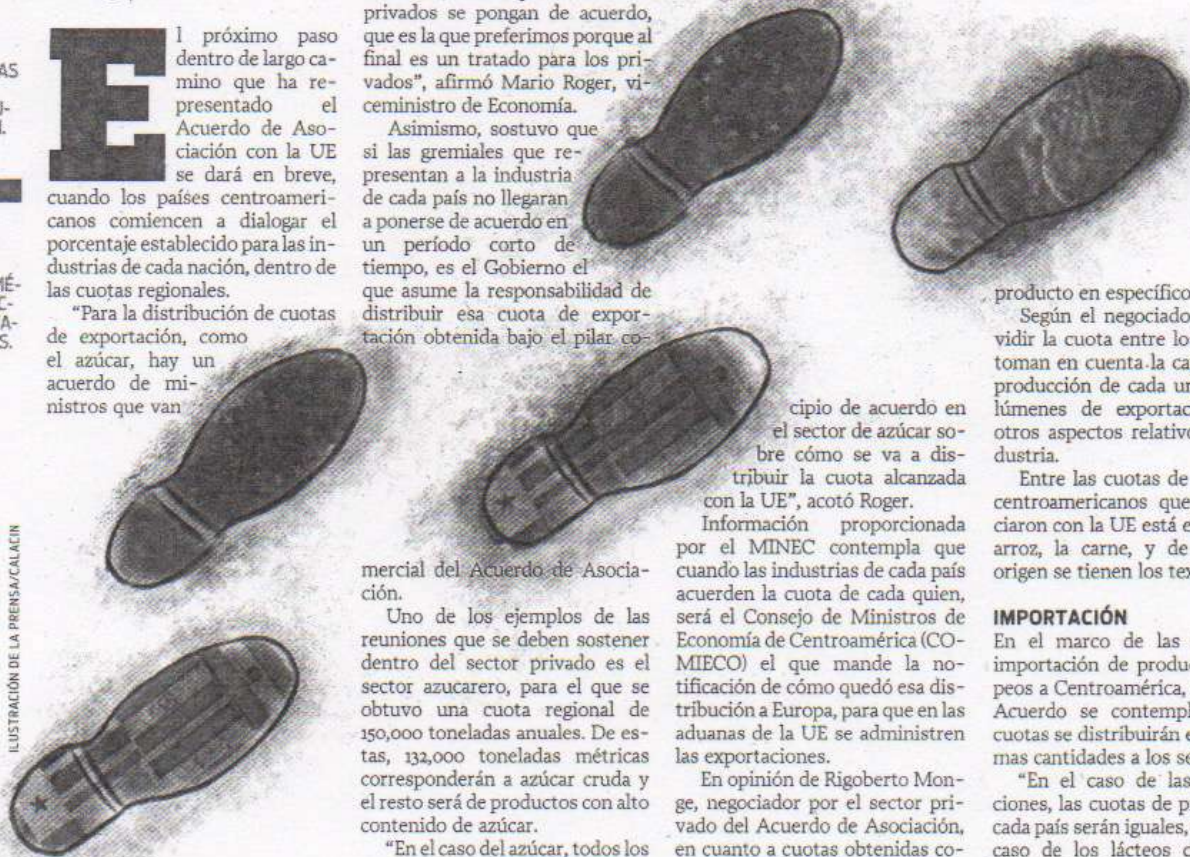 AS
U-
MÉ-
C-
A-
S.
ILUSTRACIÓN DE LA PRENSA/CALACIN
El próximo paso
dentro de largo ca-
mino que ha re-
presentado el
Acuerdo de Aso-
ciación con la UE
se dará en breve,
cuando los países centroameri-
canos comiencen a dialogar el
porcentaje establecido para las in-
dustrias de cada nación, dentro de
las cuotas regionales.
“Para la distribución de cuotas
de exportación, como
el azúcar, hay un
acuerdo de mi-
nistros que van
privados se pongan de acuerdo,
que es la que preferimos porque al
final es un tratado para los pri-
vados”, afirmó Mario Roger, vi-
ceministro de Economía.
Asimismo, sostuvo que
si las gremiales que re-
presentan a la industria
de cada país no llegaran
a ponerse de acuerdo en
un período corto de
tiempo, es el Gobierno el
que asume la responsabilidad de
distribuir esa cuota de expor-
tación obtenida bajo el pilar co-
mercial del Acuerdo de Asocia-
ción.
Uno de los ejemplos de las
reuniones que se deben sostener
dentro del sector privado es el
sector azucarero, para el que se
obtuvo una cuota regional de
150,000 toneladas anuales. De es-
tas, 132,000 toneladas métricas
corresponderán a azúcar cruda y
el resto será de productos con alto
contenido de azúcar.
“En el caso del azúcar, todos los
cipio de acuerdo en
el sector de azúcar so-
bre cómo se va a dis-
tribuir la cuota alcanzada
con la UE”, acotó Roger.
Información proporcionada
por el MINEC contempla que
cuando las industrias de cada país
acuerden la cuota de cada quien,
será el Consejo de Ministros de
Economía de Centroamérica (CO-
MIECO) el que mande la no-
tificación de cómo quedó esa dis-
tribución a Europa, para que en las
aduanas de la UE se administren
las exportaciones.
En opinión de Rigoberto Mon-
ge, negociador por el sector pri-
vado del Acuerdo de Asociación,
en cuanto a cuotas obtenidas co-
producto en específico
Según el negociado
vidir la cuota entre lo
toman en cuenta la ca
producción de cada un
lúmenes de exportac
otros aspectos relativo
dustria.
Entre las cuotas de
centroamericanos que
ciaron con la UE está e
arroz, la carne, y de
origen se tienen los tex
IMPORTACIÓN
En el marco de las
importación de produc
peos a Centroamérica,
Acuerdo se contempl
cuotas se distribuirán e
mas cantidades a los se
“En el caso de las
ciones, las cuotas de p
cada país serán iguales,
caso de los lácteos c